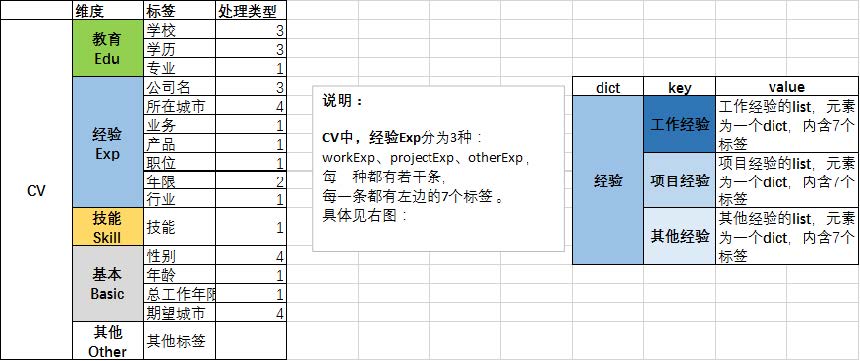 维度 标签 处理类型
CV
教育
Edu
学校 3
学历 3
专业 1
经验
Exp
公司名 3
所在城市 4
业务 1
产品 1
职位 1
年限 2
行业 1
技能
Skill
技能 1
基本
Basic
性别 4
年龄 1
总工作年限 1
期望城市 4
其他
Other
其他标签
说明：
CV中，经验Exp分为3种：
workExp、projectExp、otherExp，
每一种都有若干条，
每一条都有左边的7个标签。
具体见右图：
dict key value
经验
工作经验
工作经验的list，元素
为一个dict，内含7个
标签
项目经验
项目经验的list，元素
为一个dict，内含7个
标签
其他经验
其他经验的list，元素
为一个dict，内含7个
标签